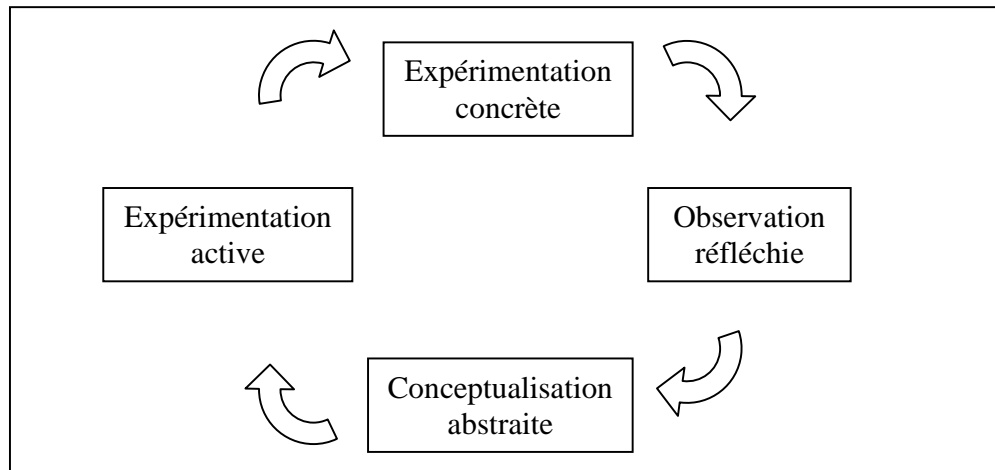 Expérimentation
concrète
Expérimentation
active
Observation
réfléchie
Conceptualisation
abstraite